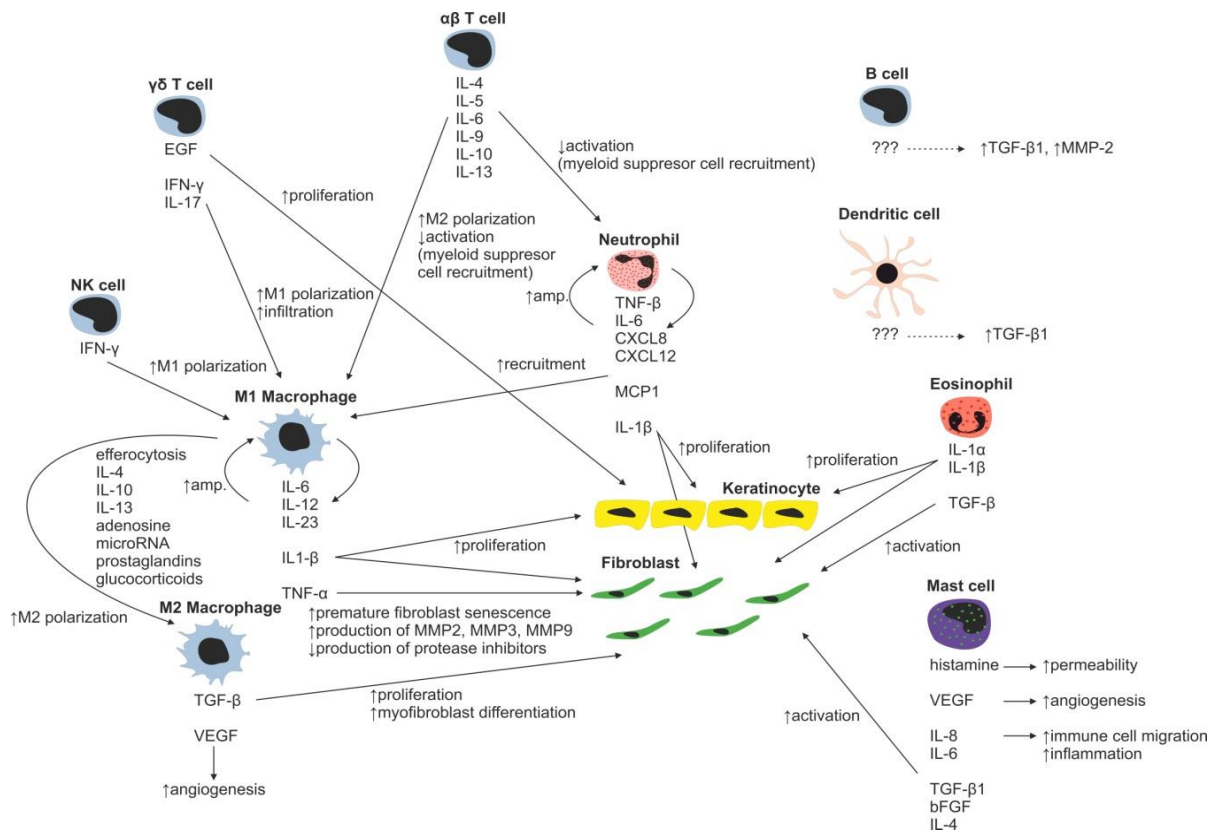 αβ T cell
IL-4
IL-5
IL-6
IL-9
IL-10
IL-13
γδ T cell
EGF
IFN-γ
IL-17
↑proliferation
↓activation
(myeloid suppresor cell recruitment)
↑M2 polarization
↓activation
(myeloid suppresor
cell recruitment)
B cell
???
↑TGF-β1, ↑MMP-2
Dendritic cell
???
↑TGF-β1
NK cell
IFN-γ
↑M1 polarization
↑M1 polarization
↑infiltration
Neutrophil
↑amp.
TNF-β
IL-6
CXCL8
CXCL12
MCP1
IL-1β
↑recruitment
↑proliferation
Eosinophil
IL-1α
IL-1β
TGF-β
↑proliferation
↑activation
M1 Macrophage
↑amp.
IL-6
IL-12
IL-23
IL1-β
TNF-α
efferocytosis
IL-4
IL-10
IL-13
adenosine
microRNA
prostaglandins
glucocorticoids
↑M2 polarization
Keratinocyte
↑proliferation
Fibroblast
↑premature fibroblast senescence
↑production of MMP2, MMP3, MMP9
↓production of protease inhibitors
M2 Macrophage
TGF-β
VEGF
↑angiogenesis
↑proliferation
↑myofibroblast differentiation
↑activation
Mast cell
histamine
↑permeability
VEGF
↑angiogenesis
IL-8
IL-6
↑immune cell migration
↑inflammation
TGF-β1
bFGF
IL-4